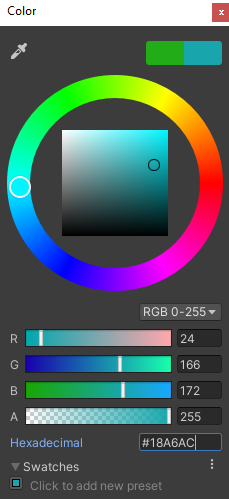 Color
x
RGB 0-255
R 24
G 166
B 172
A 255
Hexadecimal #18A6AC
Swatches
Click to add new preset